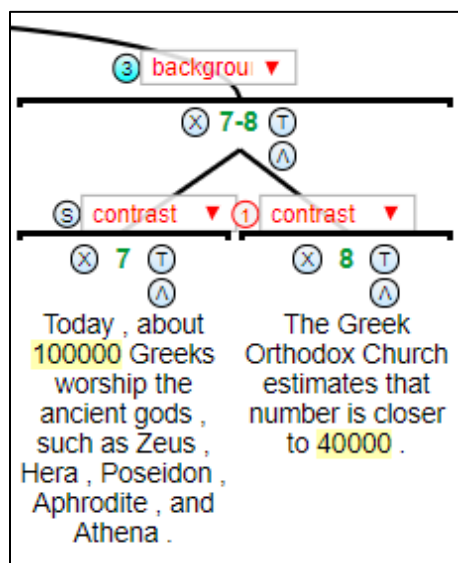 3 backgrou ▼
X 7-8 T
Λ
S contrast ▼ 1 contrast ▼
X 7 T X 8 T
Λ Λ
Today , about
100000 Greeks
worship the
ancient gods ,
such as Zeus ,
Hera , Poseidon ,
Aphrodite , and
Athena .
The Greek
Orthodox Church
estimates that
number is closer
to 40000 .